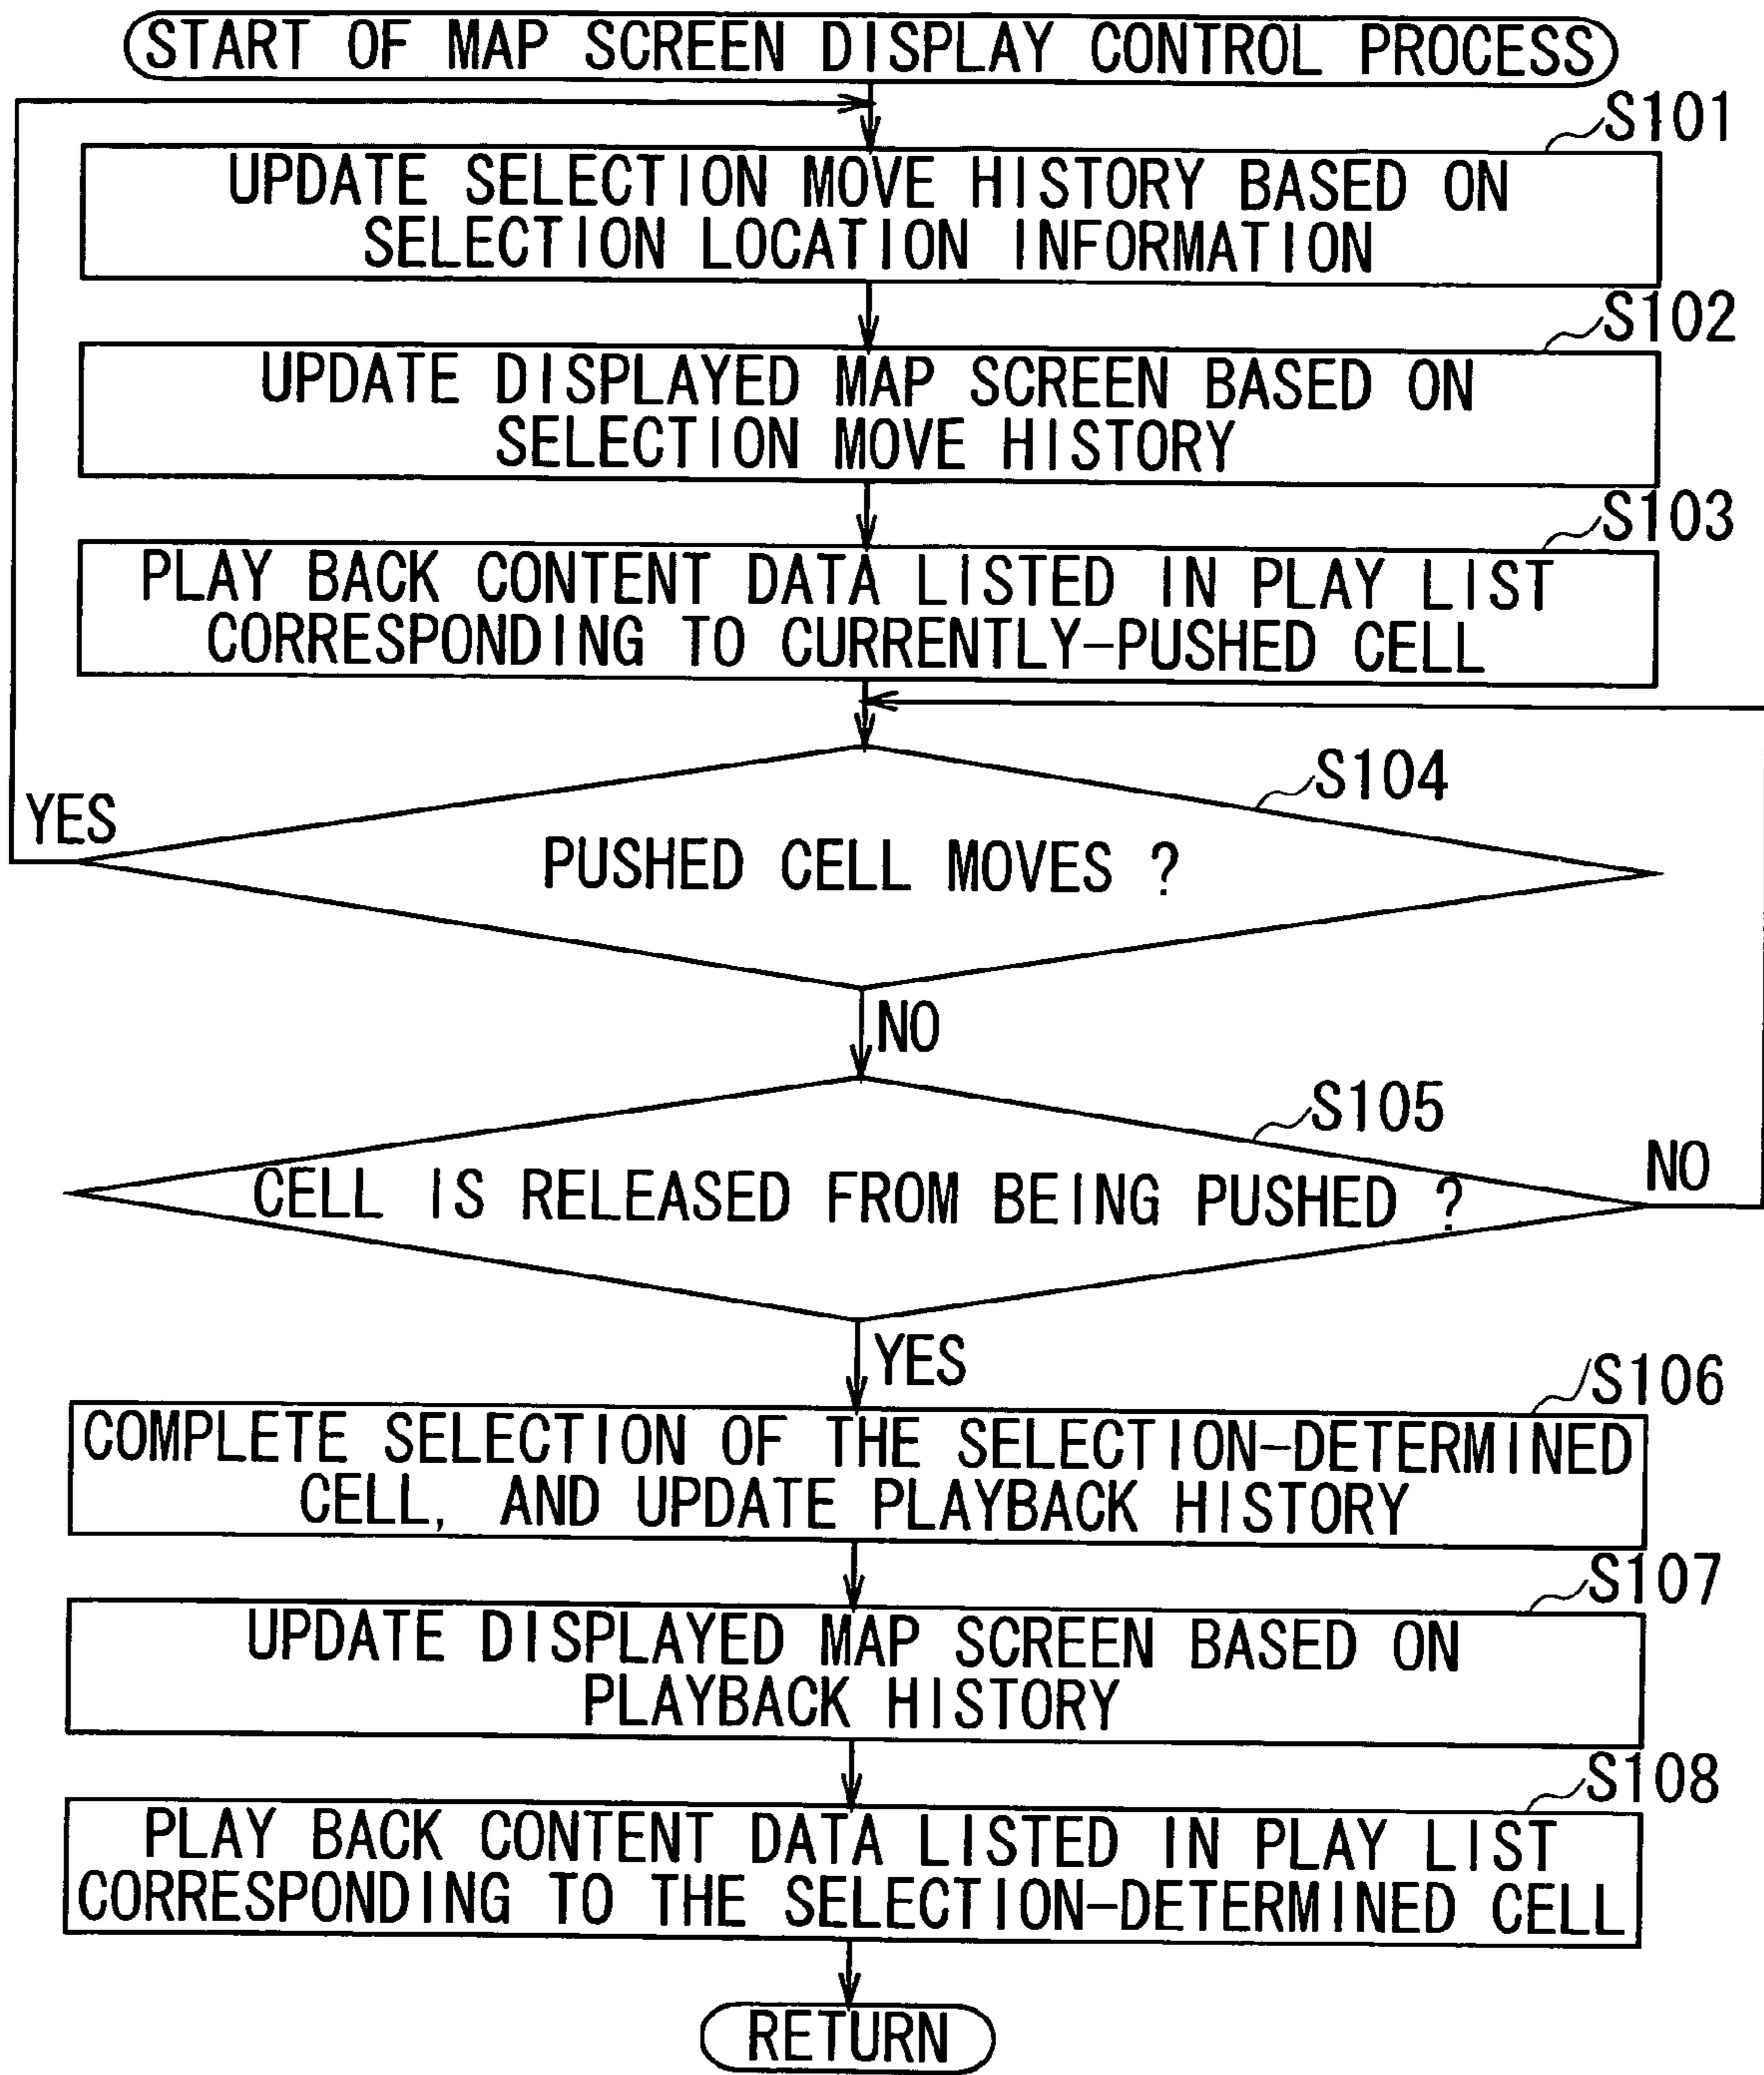 START OF MAP SCREEN DISPLAY CONTROL PROCESS
S101
UPDATE SELECTION MOVE HISTORY BASED ON
SELECTION LOCATION INFORMATION
S102
UPDATE DISPLAYED MAP SCREEN BASED ON
SELECTION MOVE HISTORY
S103
PLAY BACK CONTENT DATA LISTED IN PLAY LIST
CORRESPONDING TO CURRENTLY-PUSHED CELL
S104
YES
PUSHED CELL MOVES ?
NO
S105
CELL IS RELEASED FROM BEING PUSHED ?
NO
YES
S106
COMPLETE SELECTION OF THE SELECTION-DETERMINED
CELL, AND UPDATE PLAYBACK HISTORY
S107
UPDATE DISPLAYED MAP SCREEN BASED ON
PLAYBACK HISTORY
S108
PLAY BACK CONTENT DATA LISTED IN PLAY LIST
CORRESPONDING TO THE SELECTION-DETERMINED CELL
RETURN